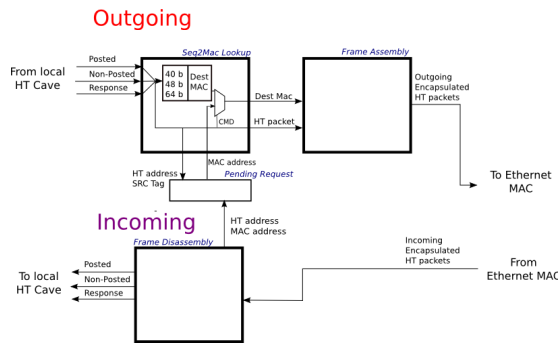 Outgoing
Seq2Mac Lookup
Frame Assembly
Posted
Non-Posted
Response
From local
HT Cave
40 b
48 b
64 b
Dest
MAC
CMD
Dest Mac
HT packet
Outgoing
Encapsulated
HT packets
MAC address
HT address
SRC Tag
Pending Request
To Ethernet
MAC
Incoming
HT address
MAC address
Frame Disassembly
Posted
Non-Posted
Response
To local
HT Cave
Incoming
Encapsulated
HT packets
From
Ethernet MAC